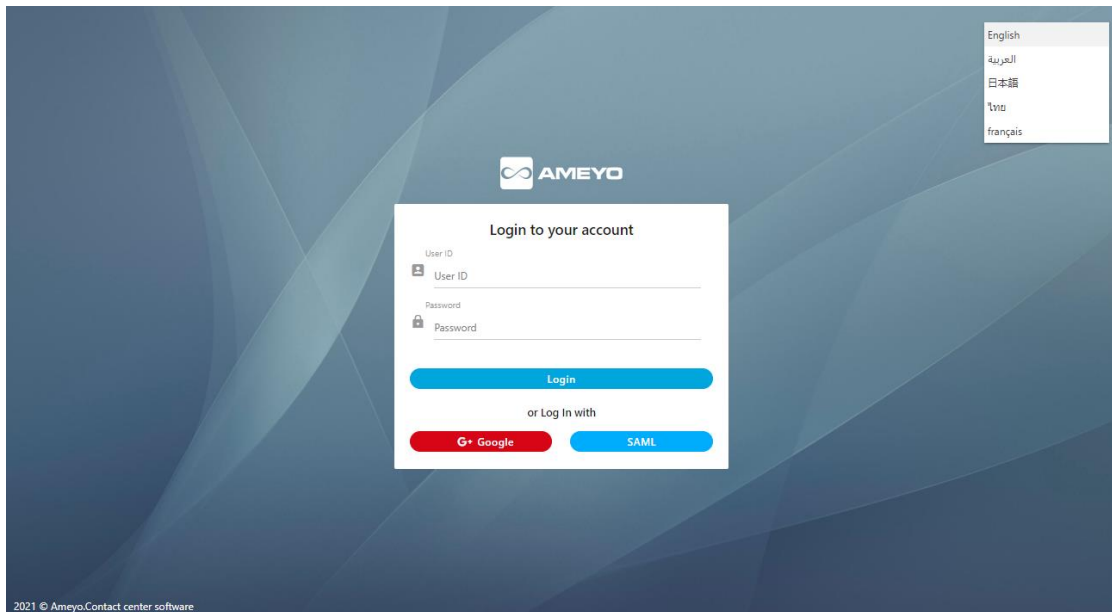 English
العربية
日本語
ไทย
français
AMEYO
Login to your account
User ID
User ID
Password
Password
Login
or Log In with
G+ Google
SAML
2021 © Ameyo.Contact center software